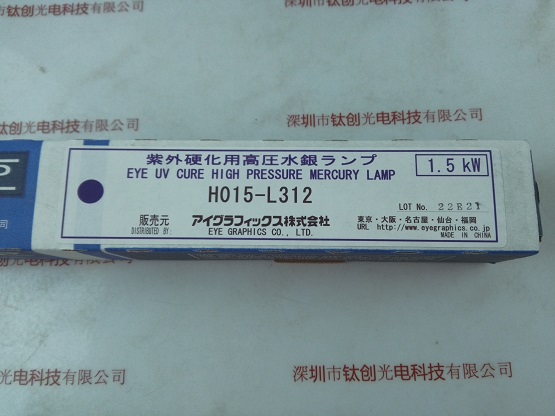 深圳市钛创光电科技有限公司
深圳市钛创光电科技有限公司
钛创光电科技有限公司
深圳市钛创光电科技有限公司
紫外硬化用高圧水銀ランプ
EYE UV CURE HIGH PRESSURE MERCURY LAMP
1.5 kW
HO15-L312
LOT No. 22E21
販売元
DISTRIBUTED BY:
アイグラフィックス株式会社
EYE GRAPHICS CO., LTD.
東京・大阪・名古屋・仙台・福岡
URL http://www.eyegraphics.co.jp
MADE IN CHINA
限公司
创光电科技有限公司
深圳市钛创光电科技有限公司